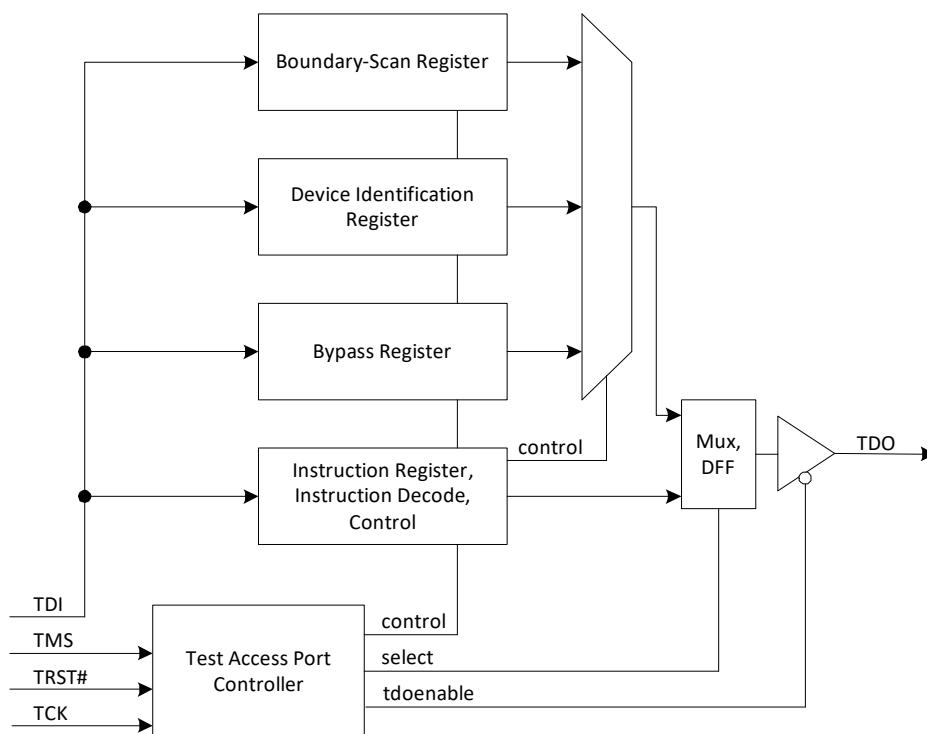 Boundary-Scan Register
Device Identification
Register
Bypass Register
control
Instruction Register,
Instruction Decode,
Control
Mux,
DFF
TDO
TDI
TMS
TRST#
TCK
Test Access Port
Controller
control
select
tdoenable